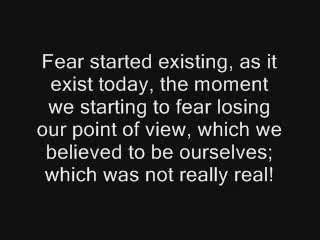 Fear started existing, as it
exist today, the moment
we starting to fear losing
our point of view, which we
believed to be ourselves;
which was not really real!